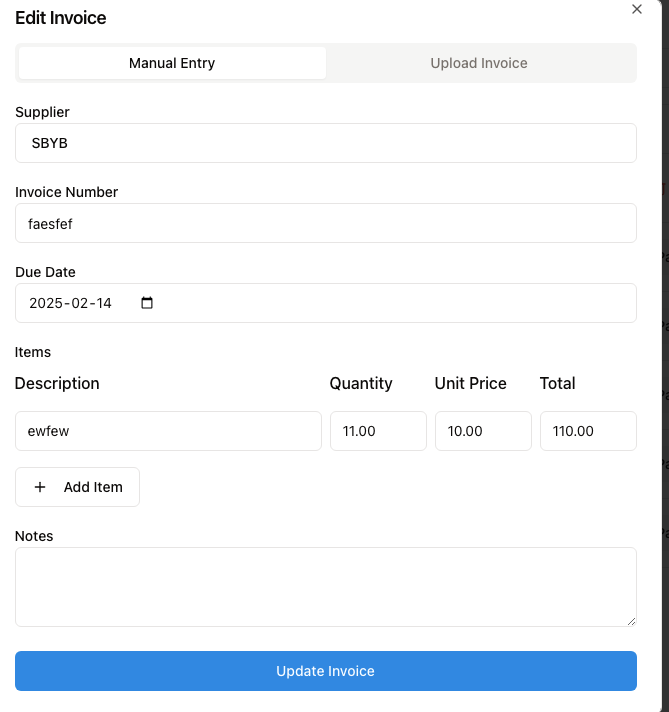 Edit Invoice
Manual Entry Upload Invoice
Supplier
SBYB
Invoice Number
faesfef
Due Date
2025-02-14
Items
Description Quantity Unit Price Total
ewfew 11.00 10.00 110.00
+ Add Item
Notes
Update Invoice